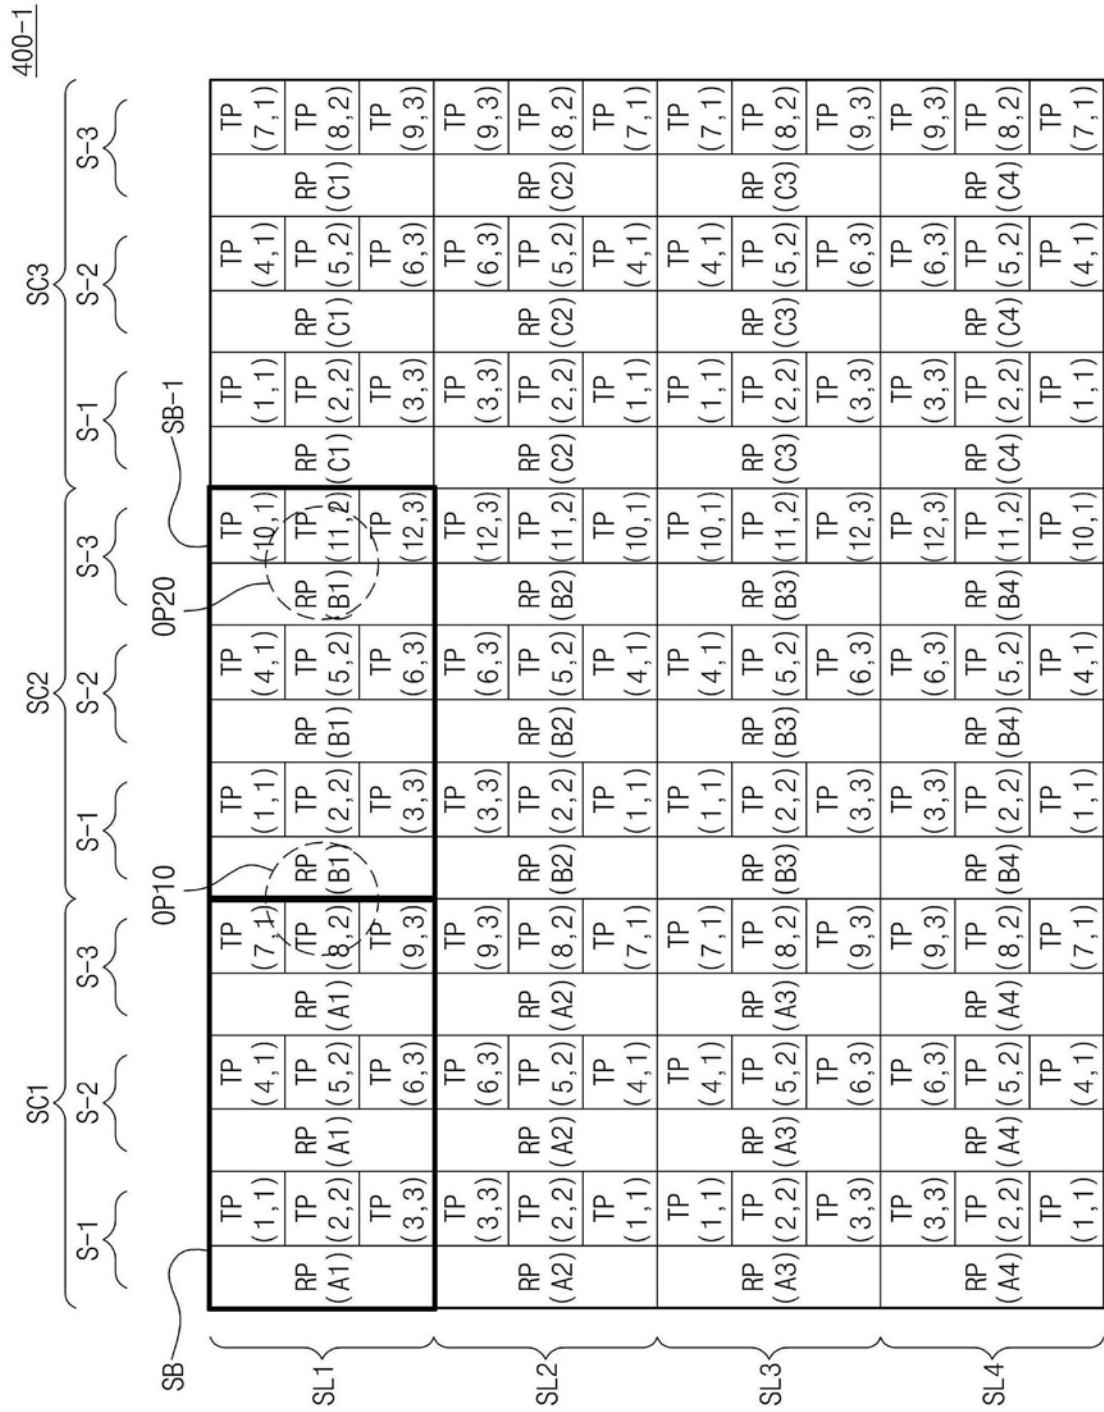 400-1
SC1 SC2 SC3
S-1 S-2 S-3 S-1 S-2 S-3 S-1 S-2 S-3
SB OP10 OP20 SB-1
TP TP TP TP TP TP TP TP TP
(1,1) (4,1) (7,1) (1,1) (4,1) (10,1) (1,1) (4,1) (7,1)
RP TP RP TP RP TP RP TP RP TP RP TP RP TP RP TP RP TP
SL1 (A1) (2,2) (A1) (5,2) (A1) (8,2) (B1) (2,2) (B1) (5,2) (B1) (11,2) (C1) (2,2) (C1) (5,2) (C1) (8,2)
TP TP TP TP TP TP TP TP TP
(3,3) (6,3) (9,3) (3,3) (6,3) (12,3) (3,3) (6,3) (9,3)
TP TP TP TP TP TP TP TP TP
(3,3) (6,3) (9,3) (3,3) (6,3) (12,3) (3,3) (6,3) (9,3)
RP TP RP TP RP TP RP TP RP TP RP TP RP TP RP TP RP TP
SL2 (A2) (2,2) (A2) (5,2) (A2) (8,2) (B2) (2,2) (B2) (5,2) (B2) (11,2) (C2) (2,2) (C2) (5,2) (C2) (8,2)
TP TP TP TP TP TP TP TP TP
(1,1) (4,1) (7,1) (1,1) (4,1) (10,1) (1,1) (4,1) (7,1)
TP TP TP TP TP TP TP TP TP
(1,1) (4,1) (7,1) (1,1) (4,1) (10,1) (1,1) (4,1) (7,1)
RP TP RP TP RP TP RP TP RP TP RP TP RP TP RP TP RP TP
SL3 (A3) (2,2) (A3) (5,2) (A3) (8,2) (B3) (2,2) (B3) (5,2) (B3) (11,2) (C3) (2,2) (C3) (5,2) (C3) (8,2)
TP TP TP TP TP TP TP TP TP
(3,3) (6,3) (9,3) (3,3) (6,3) (12,3) (3,3) (6,3) (9,3)
TP TP TP TP TP TP TP TP TP
(3,3) (6,3) (9,3) (3,3) (6,3) (12,3) (3,3) (6,3) (9,3)
RP TP RP TP RP TP RP TP RP TP RP TP RP TP RP TP RP TP
SL4 (A4) (2,2) (A4) (5,2) (A4) (8,2) (B4) (2,2) (B4) (5,2) (B4) (11,2) (C4) (2,2) (C4) (5,2) (C4) (8,2)
TP TP TP TP TP TP TP TP TP
(1,1) (4,1) (7,1) (1,1) (4,1) (10,1) (1,1) (4,1) (7,1)